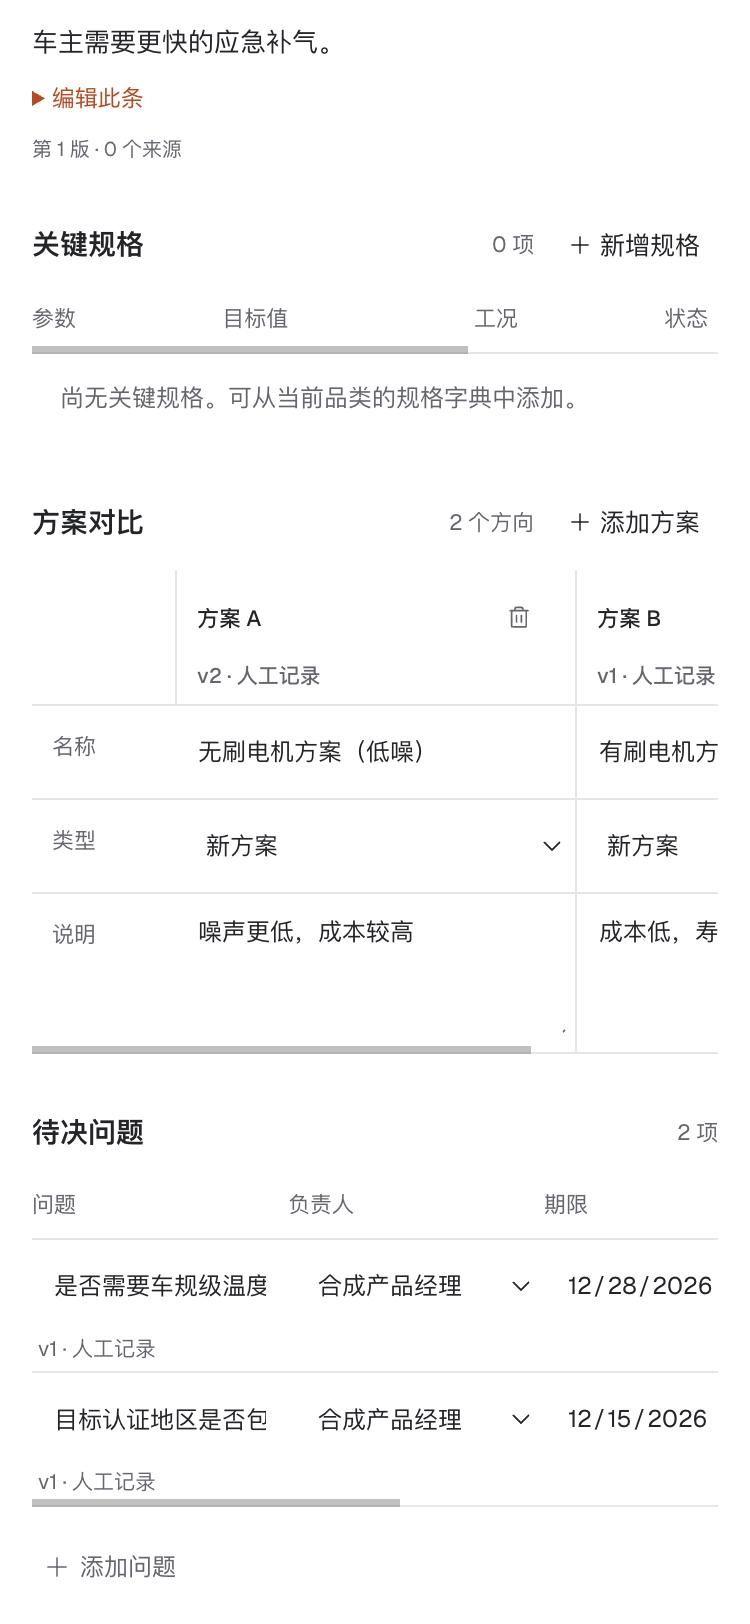 车主需要更快的应急补气。
编辑此条
第 1 版 · 0 个来源
关键规格 0 项 + 新增规格
参数 目标值 工况 状态
尚无关键规格。可从当前品类的规格字典中添加。
方案对比 2 个方向 + 添加方案
方案 A 方案 B
v2 · 人工记录 v1 · 人工记录
名称 无刷电机方案（低噪） 有刷电机方
类型 新方案 新方案
说明 噪声更低，成本较高 成本低，寿
待决问题 2 项
问题 负责人 期限
是否需要车规级温度 合成产品经理 12/28/2026
v1 · 人工记录
目标认证地区是否包 合成产品经理 12/15/2026
v1 · 人工记录
+ 添加问题